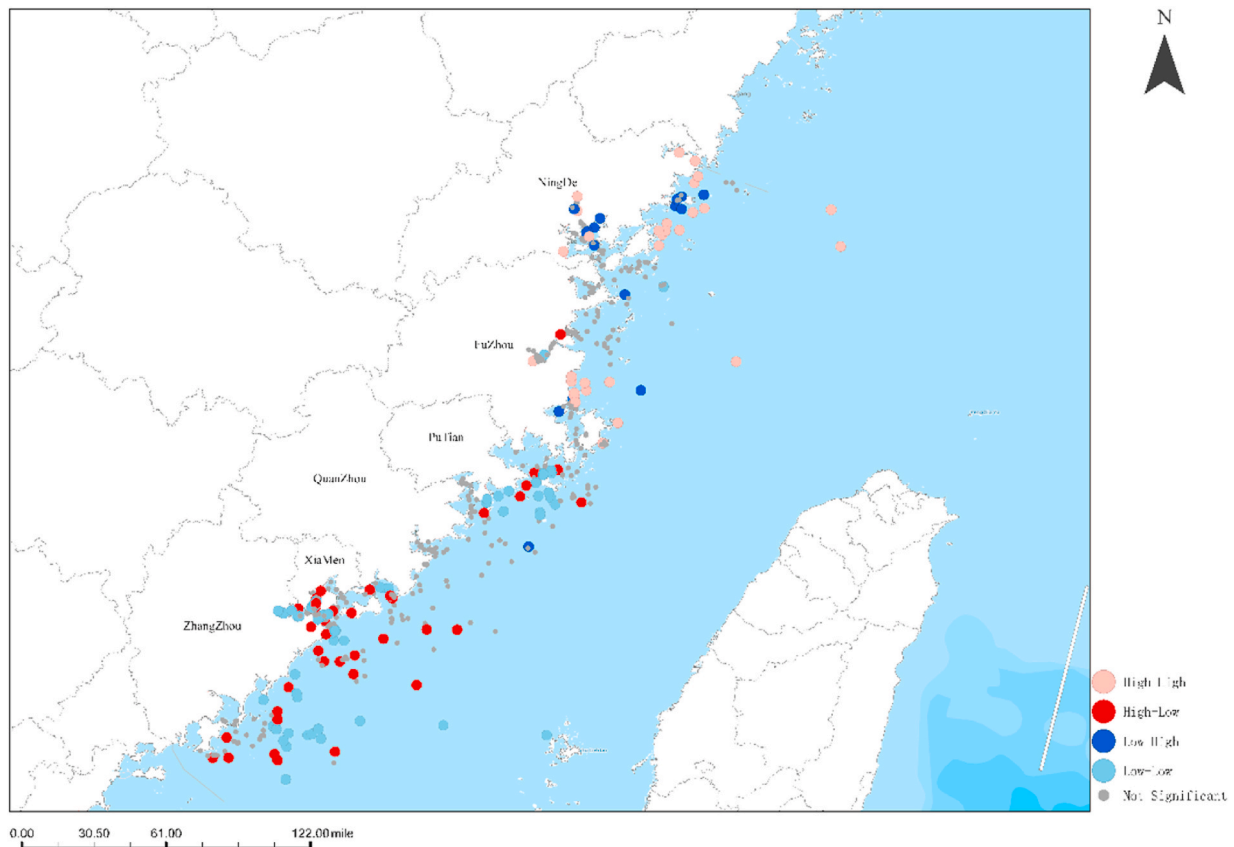 N
NingDe
FuZhou
PuTian
QuanZhou
XiaMen
ZhangZhou
High-High
High-Low
Low-High
Low-Low
Not Significant
0.00 30.50 61.00 122.00 mile